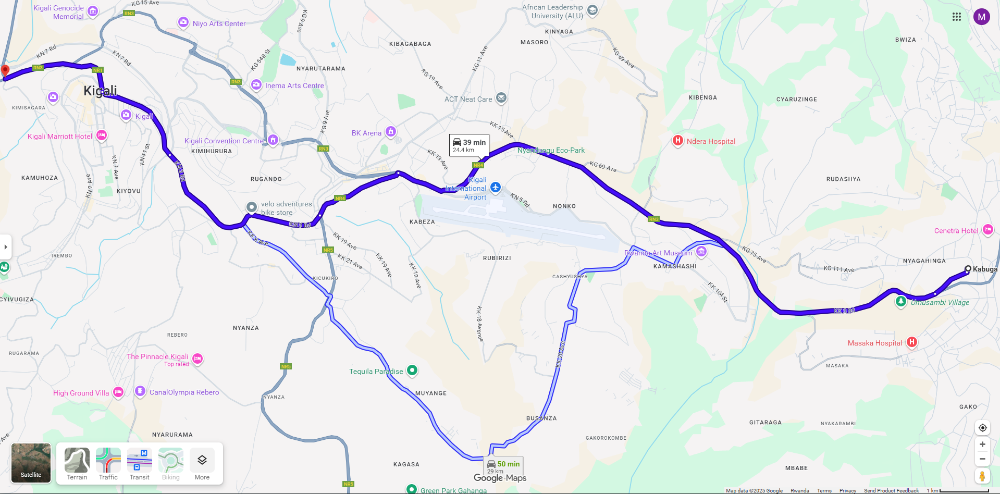 KG 15 Ave
Kigali Genocide
Memorial
RN3
Niyo Arts Center
KG 9 Ave
African Leadership
University (ALU)
KINYAGA
MASORO
M
BWIZA
KIBAGABAGA
KN 7 Rd
KN 7 Rd
KG 548 St
KG 11 Ave
KG 69 Ave
RN3
NR1
NYARUTARAMA
KG 19 Ave
RN3
Inema Arts Centre
Kigali
ACT Neat Care
KIBENGA
CYARUZINGE
KIMISAGARA
Kigali
KG 9 Ave
KK 15 Ave
BK Arena
Kigali Marriott Hotel
Kigali Convention Centre
KIMIHURURA
39 min
24.4 km
Ndera Hospital
Nyandungu Eco-Park
RN3
KN 41 St
KN 7 Ave
KN 3 Rd
KK 13 Ave
NR4
KG 69 Ave
KAMUHOZA
KN 2 Ave
RUGANDO
Kigali
International
Airport
RUDASHYA
KIYOVU
NR4
KN 5 Rd
NONKO
velo adventures
bike store
KN 3 Rd
KABEZA
RN3
Cenetra Hotel
KK 3 Ave
KK 19 Ave
NR5
KK 21 Ave
KK 19 Ave
KK 12 Ave
IREMBO
RUBIRIZI
Rwanda Art Museum
KG 75 Ave
NYAGAHINGA
KAMASHASHI
KG 111 Ave
Kabuga
KICUKIRO
GASHYUSHYA
KK 104 St
CYIVUGIZA
Umusambi Village
KK 3 Rd
KK 18 Avenue
NYANZA
REBERO
RUGARAMA
KK 20 Ave
Masaka Hospital
The Pinnacle Kigali
Top rated
NR5
MASAKA
Tequila Paradise
High Ground Villa
CanalOlympia Rebero
MUYANGE
NYANZA
GAKO
BUSANZA
GITARAGA
NYAKARAMBI
NYARURAMA
GAKOROKOMBE
Ave
KAGASA
50 min
29 km
MBABE
Satellite
Terrain
Traffic
Transit
Biking
More
M
Google Maps
NR5
Green Park Gahanga
Map data ©2025 Google
Rwanda
Terms
Privacy
Send Product Feedback
1 km